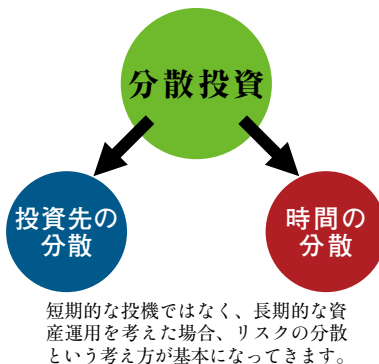 分散投資
投資先の
分散
時間の
分散
短期的な投機ではなく、長期的な資
産運用を考えた場合、リスクの分散
という考え方が基本になってきます。